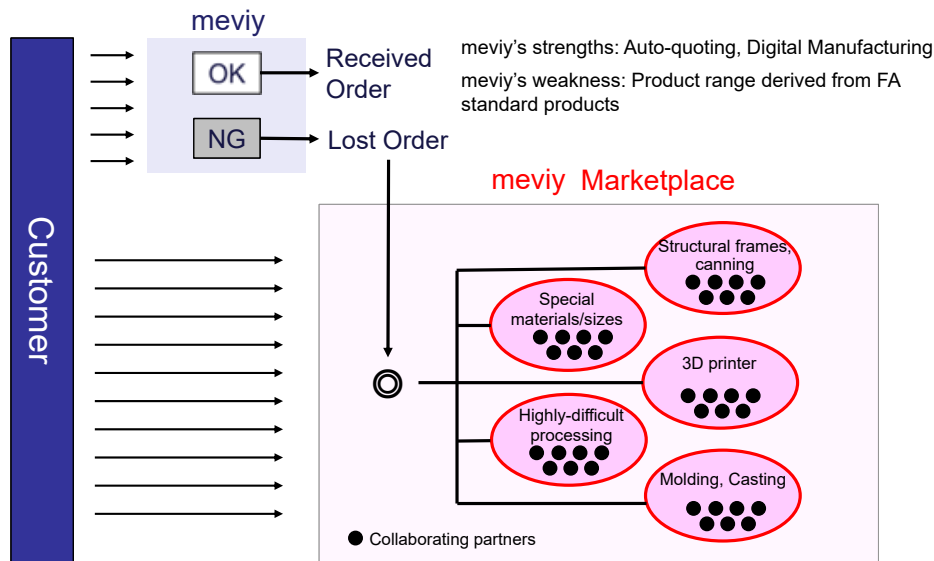 meviy
OK
Received
Order
NG
Lost Order
meviy's strengths: Auto-quoting, Digital Manufacturing
meviy's weakness: Product range derived from FA
standard products
Customer
meviy Marketplace
Structural frames,
canning
Special
materials/sizes
3D printer
Highly-difficult
processing
Molding, Casting
Collaborating partners